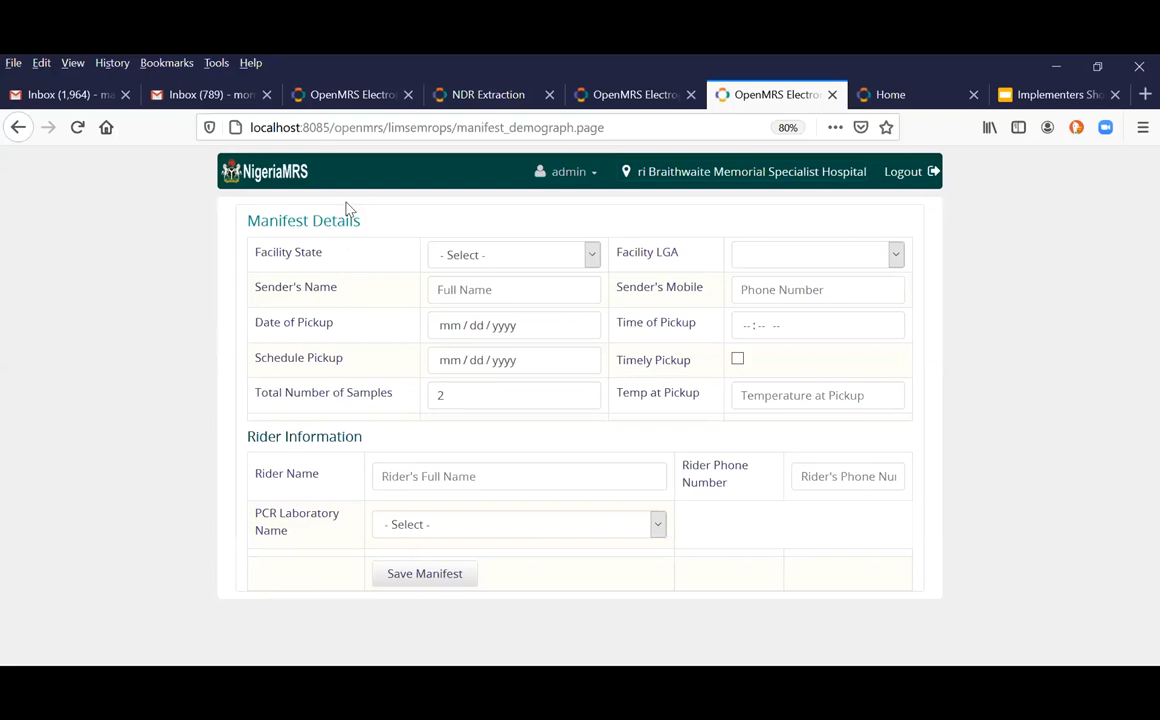 File Edit View History Bookmarks Tools Help
Inbox (1,964) - ma Inbox (789) - morr OpenMRS Electro NDR Extraction OpenMRS Electro OpenMRS Electro Home Implementers Sho
localhost:8085/openmrs/limsemrops/manifest_demograph.page 80%
NigeriaMRS admin ri Braithwaite Memorial Specialist Hospital Logout
Manifest Details
Facility State - Select - Facility LGA
Sender's Name Full Name Sender's Mobile Phone Number
Date of Pickup mm / dd / yyyy Time of Pickup --:-- --
Schedule Pickup mm / dd / yyyy Timely Pickup
Total Number of Samples 2 Temp at Pickup Temperature at Pickup
Rider Information
Rider Name Rider's Full Name Rider Phone Number Rider's Phone Nu
PCR Laboratory Name - Select -
Save Manifest